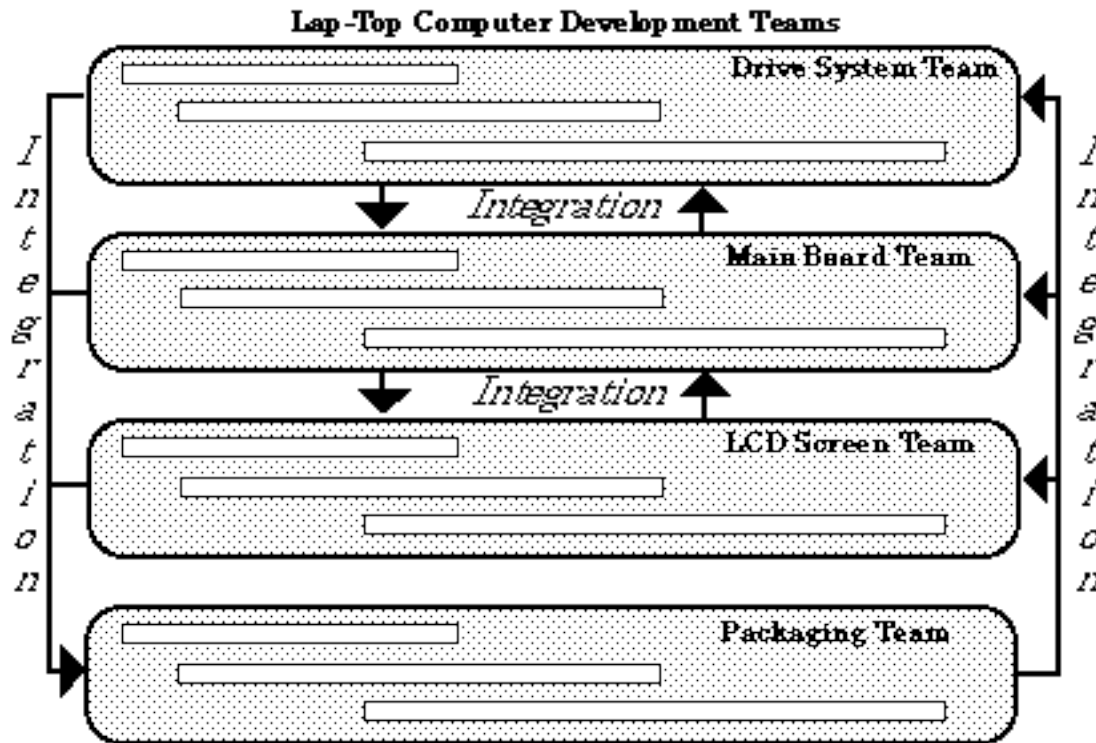 Lap-Top Computer Development Teams
Drive System Team
Integration
Main Board Team
Integration
LCD Screen Team
Packaging Team
Integration
Integration